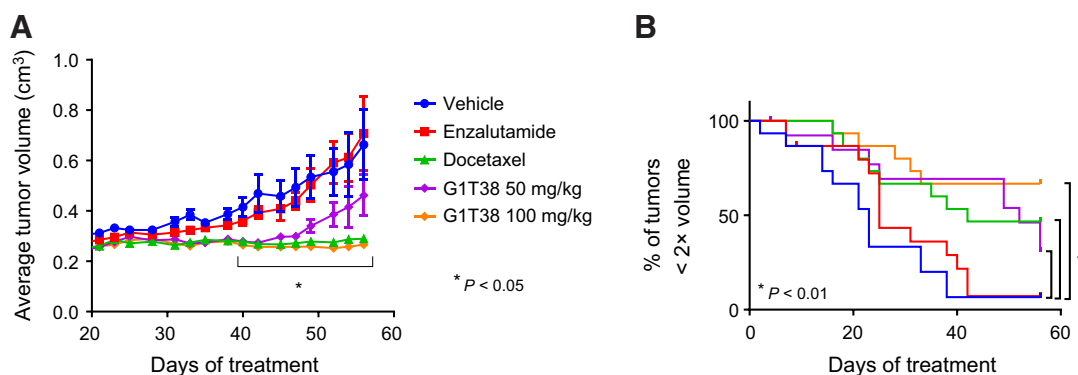 A
Average tumor volume (cm³)
1.0
0.8
0.6
0.4
0.2
0.0
20
30
40
50
60
Days of treatment
*
* P < 0.05
Vehicle
Enzalutamide
Docetaxel
G1T38 50 mg/kg
G1T38 100 mg/kg
B
% of tumors
< 2× volume
100
50
0
0
20
40
60
Days of treatment
* P < 0.01